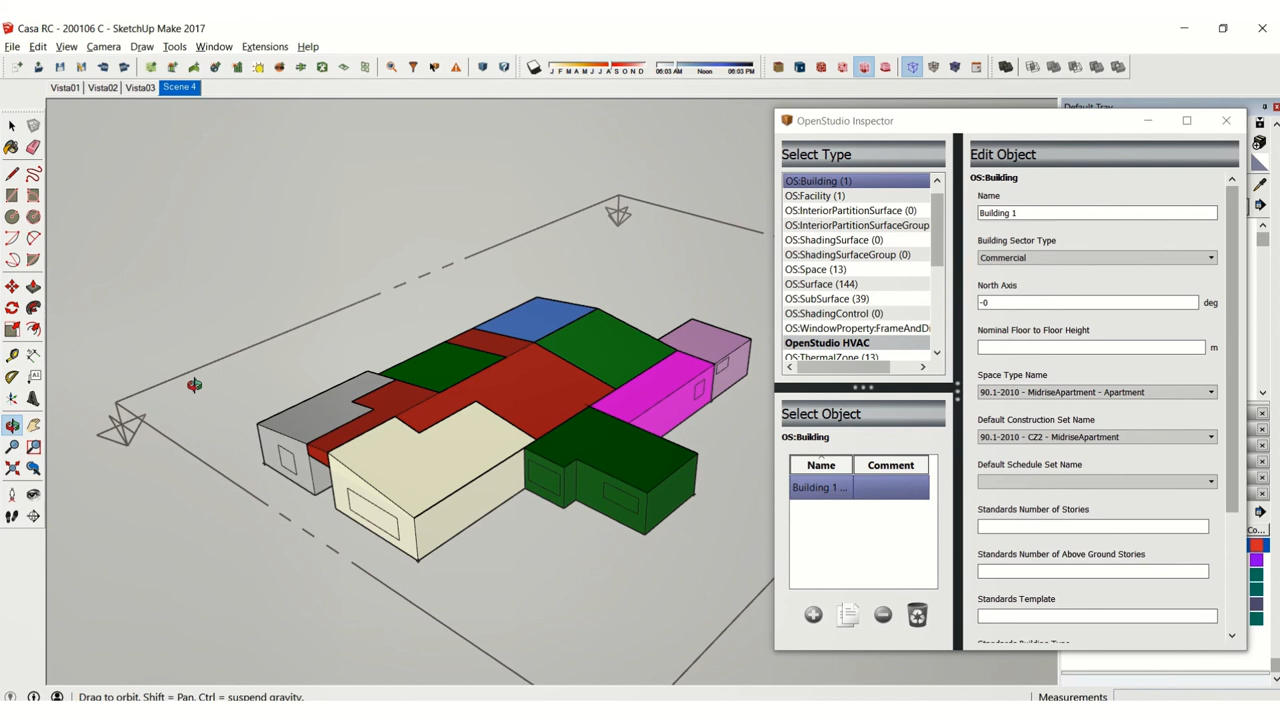 Casa RC - 200106 C - SketchUp Make 2017
File Edit View Camera Draw Tools Window Extensions Help
J F M A M J J A S O N D 06:03 AM Noon 06:03 PM
Vista01 Vista02 Vista03 Scene 4
Default Tray
OpenStudio Inspector
Select Type
OS:Building (1)
OS:Facility (1)
OS:InteriorPartitionSurface (0)
OS:InteriorPartitionSurfaceGroup
OS:ShadingSurface (0)
OS:ShadingSurfaceGroup (0)
OS:Space (13)
OS:Surface (144)
OS:SubSurface (39)
OS:ShadingControl (0)
OS:WindowProperty:FrameAndDi
OpenStudio HVAC
OS:ThermalZone (13)
Select Object
OS:Building
Name Comment
Building 1 ...
Edit Object
OS:Building
Name
Building 1
Building Sector Type
Commercial
North Axis
-0 deg
Nominal Floor to Floor Height
m
Space Type Name
90.1-2010 - MidriseApartment - Apartment
Default Construction Set Name
90.1-2010 - CZ2 - MidriseApartment
Default Schedule Set Name
Standards Number of Stories
Standards Number of Above Ground Stories
Standards Template
Standards Building Type
Co...
Drag to orbit. Shift = Pan, Ctrl = suspend gravity.
Measurements